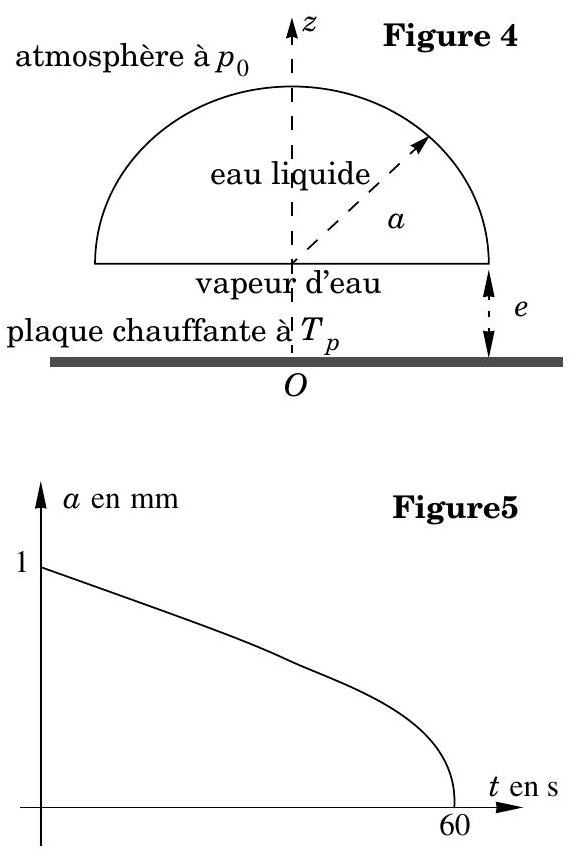 z
Figure 4
atmosphère à p₀
eau liquide
a
vapeur d'eau
e
plaque chauffante à Tₚ
O
a en mm
Figure5
1
t en s
60